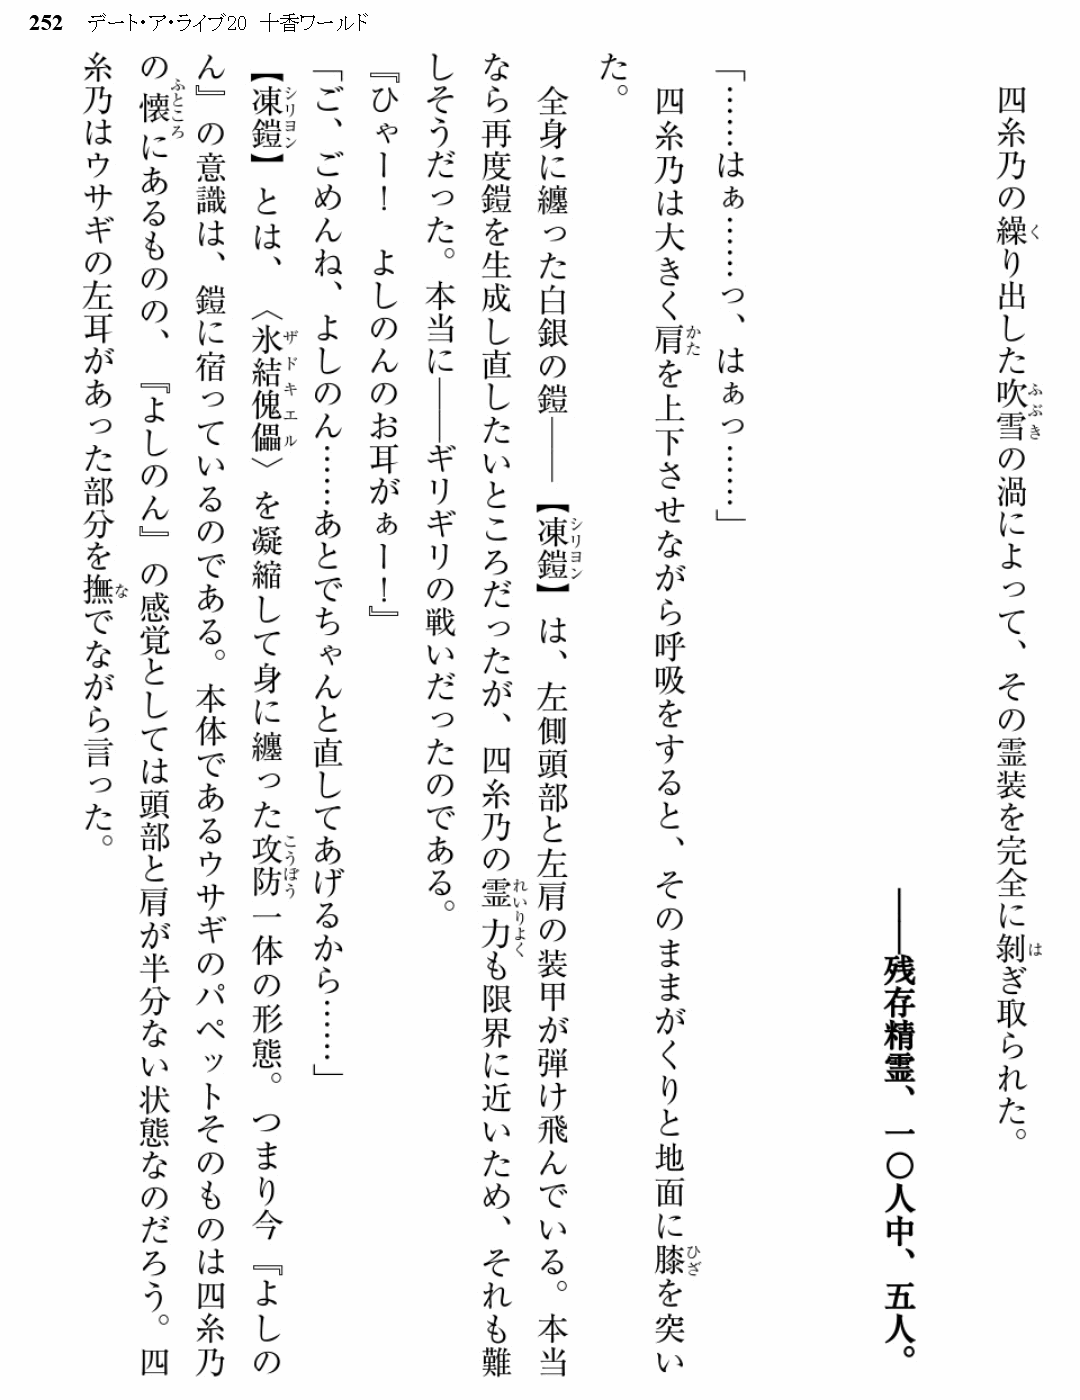 252 デート・ア・ライブ20 十香ワールド
四糸乃の繰り出した吹雪の渦によって、その霊装を完全に剝ぎ取られた。
――残存精霊、一〇人中、五人。
「……はぁ……っ、はぁっ……」
四糸乃は大きく肩を上下させながら呼吸をすると、そのままがくりと地面に膝を突い
た。
全身に纏った白銀の鎧――【凍鎧】は、左側頭部と左肩の装甲が弾け飛んでいる。本当
なら再度鎧を生成し直したいところだったが、四糸乃の霊力も限界に近いため、それも難
しそうだった。本当に――ギリギリの戦いだったのである。
『ひゃー！　よしのんのお耳がぁー！』
「ご、ごめんね、よしのん……あとでちゃんと直してあげるから……」
【凍鎧】とは、〈氷結傀儡〉を凝縮して身に纏った攻防一体の形態。つまり今『よしの
ん』の意識は、鎧に宿っているのである。本体であるウサギのパペットそのものは四糸乃
の懐にあるものの、『よしのん』の感覚としては頭部と肩が半分ない状態なのだろう。四
糸乃はウサギの左耳があった部分を撫でながら言った。